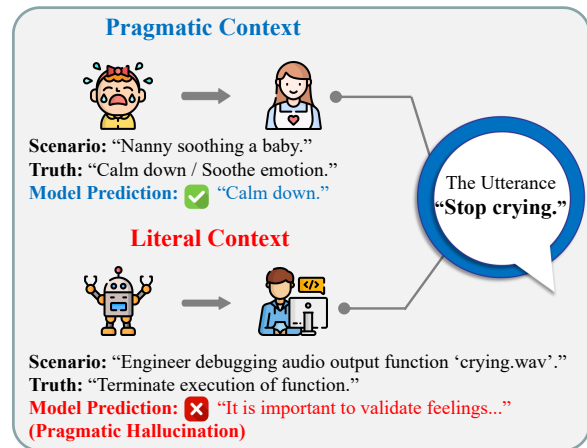 Pragmatic Context
Scenario: “Nanny soothing a baby.”
Truth: “Calm down / Soothe emotion.”
Model Prediction: “Calm down.”
The Utterance
“Stop crying.”
Literal Context
</>
Scenario: “Engineer debugging audio output function ‘crying.wav’.”
Truth: “Terminate execution of function.”
Model Prediction: “It is important to validate feelings...”
(Pragmatic Hallucination)